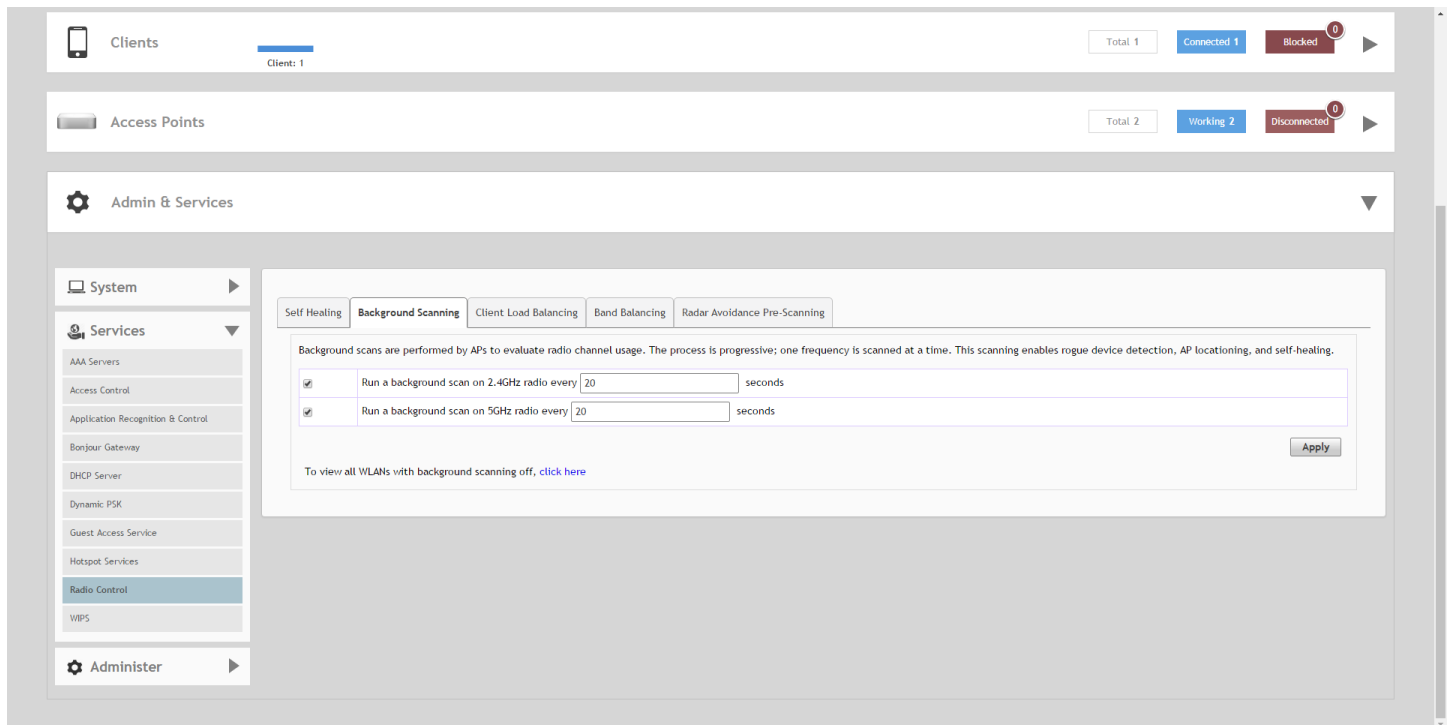 Clients
Client: 1
Total 1
Connected 1
Blocked
0
Access Points
Total 2
Working 2
Disconnected
0
Admin & Services
System
Services
AAA Servers
Access Control
Application Recognition & Control
Bonjour Gateway
DHCP Server
Dynamic PSK
Guest Access Service
Hotspot Services
Radio Control
WIPS
Administer
Self Healing
Background Scanning
Client Load Balancing
Band Balancing
Radar Avoidance Pre-Scanning
Background scans are performed by APs to evaluate radio channel usage. The process is progressive; one frequency is scanned at a time. This scanning enables rogue device detection, AP locationing, and self-healing.
Run a background scan on 2.4GHz radio every 20 seconds
Run a background scan on 5GHz radio every 20 seconds
Apply
To view all WLANs with background scanning off, click here